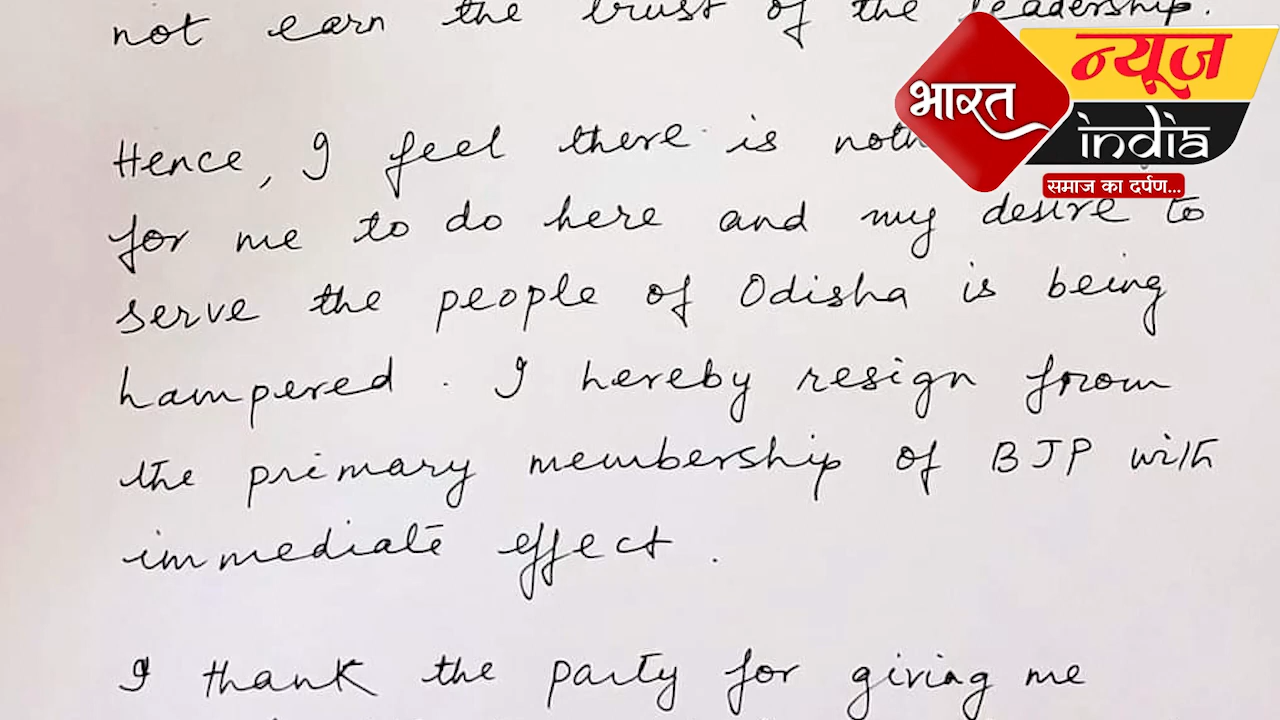 not earn the trust of the leadership.
Hence, I feel there is noth
for me to do here and my desire to
serve the people of Odisha is being
hampered. I hereby resign from
the primary membership of BJP with
immediate effect.
I thank the party for giving me
भारत
न्यूज
india
समाज का दर्पण...